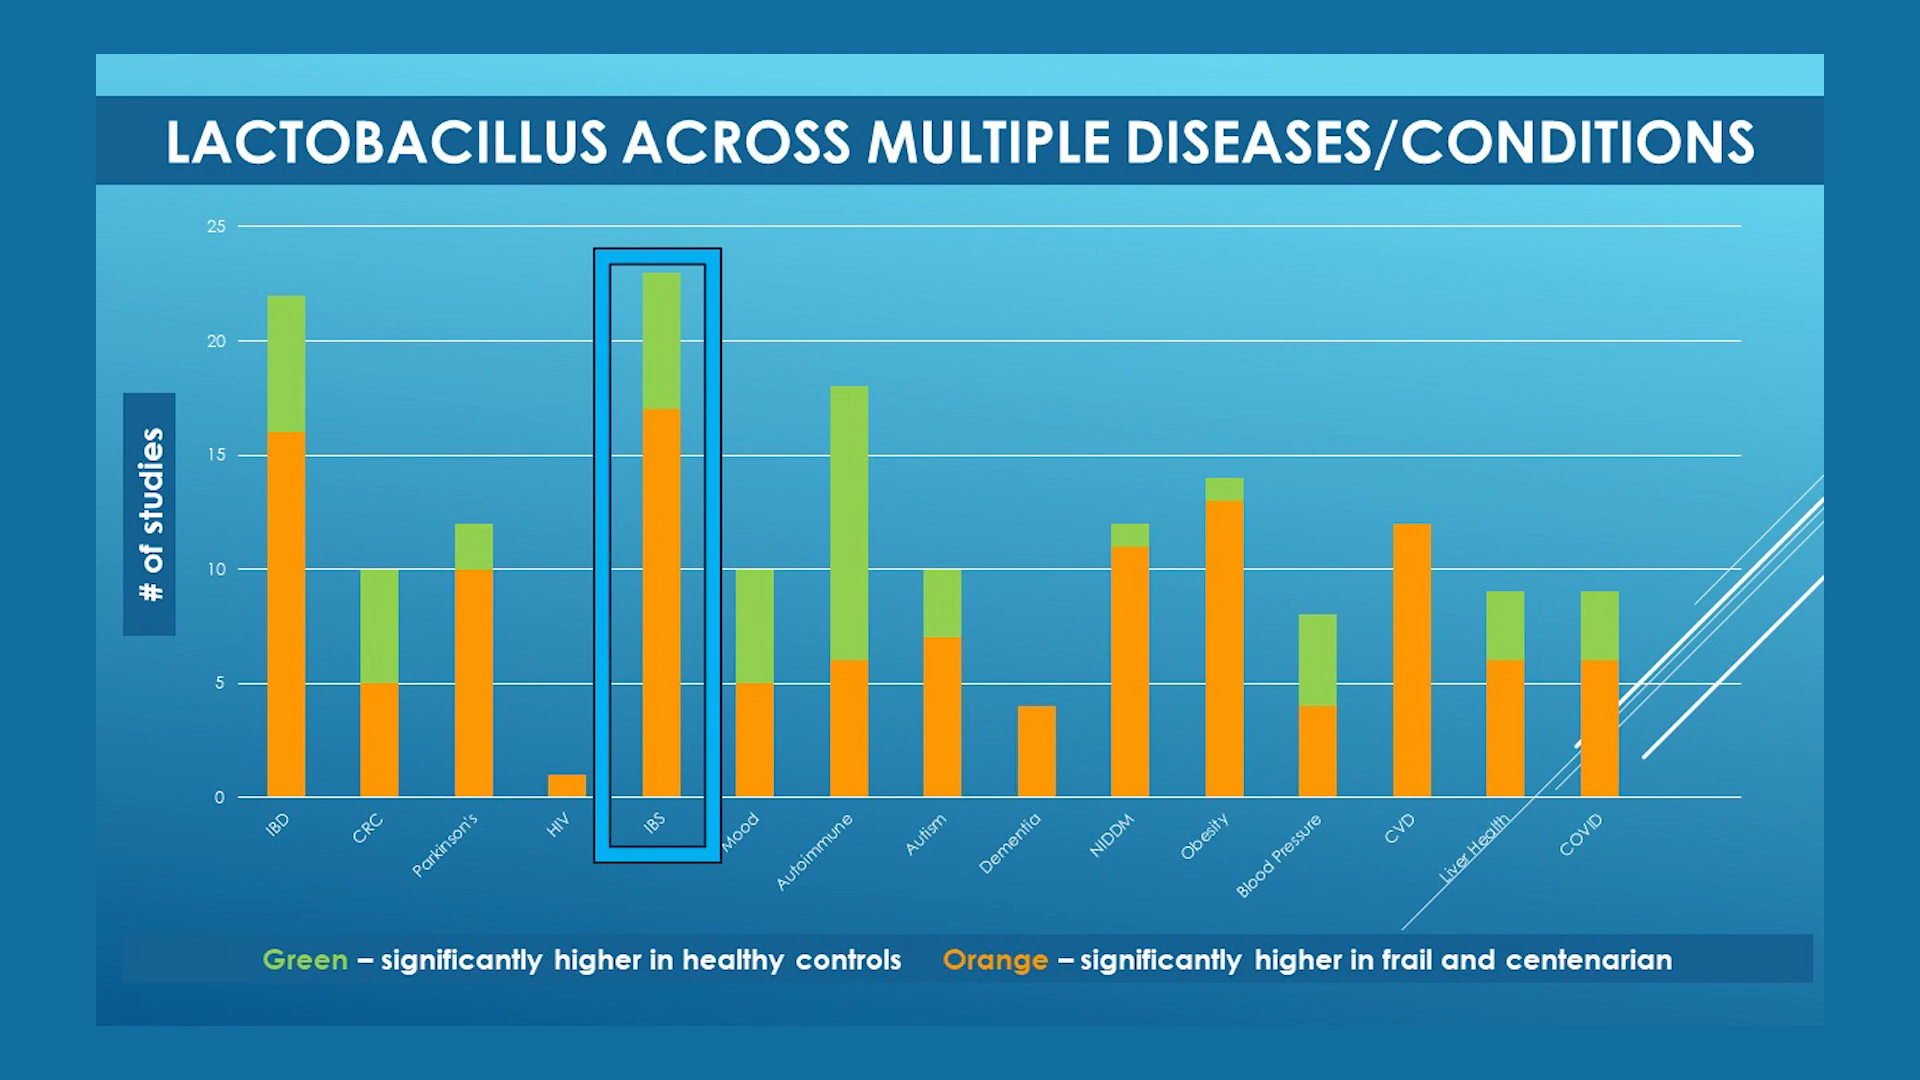 LACTOBACILLUS ACROSS MULTIPLE DISEASES/CONDITIONS
# of studies
25
20
15
10
5
0
IBD
CRC
Parkinson's
HIV
IBS
Mood
Autoimmune
Autism
Dementia
NIDDM
Obesity
Blood Pressure
CVD
Liver Health
COVID
Green – significantly higher in healthy controls Orange – significantly higher in frail and centenarian